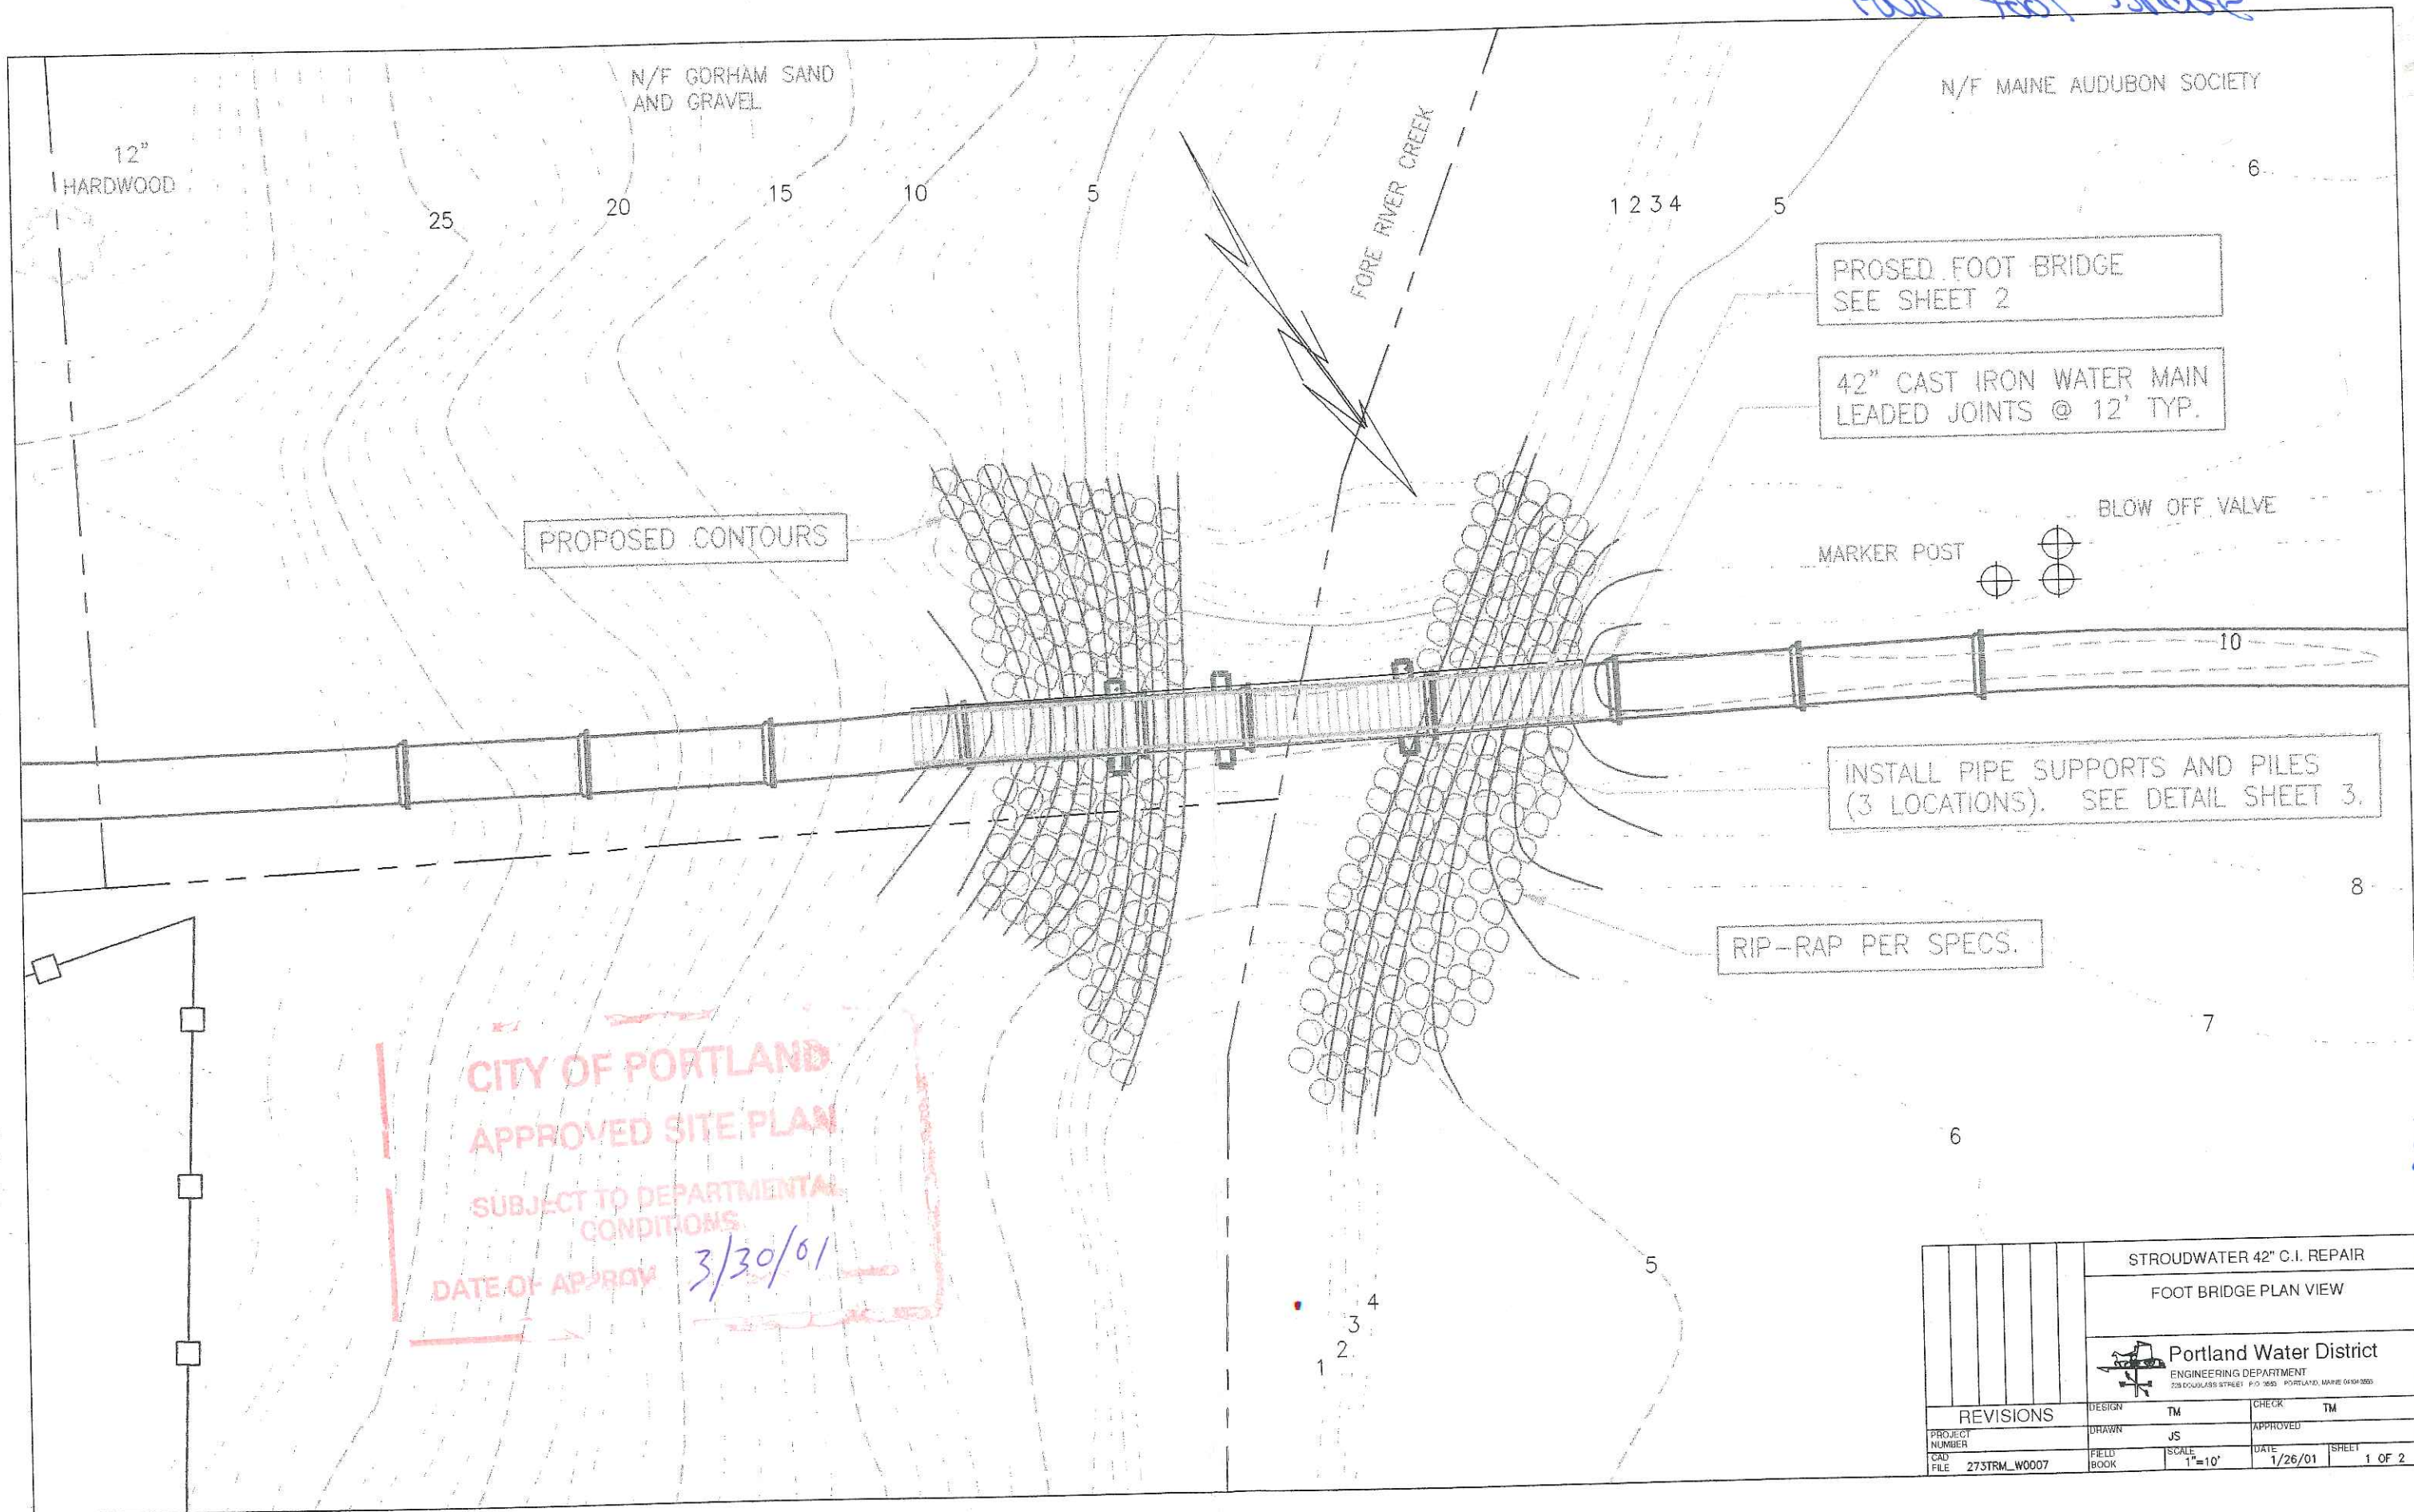 FOOT
N/F GORHAM SAND
AND GRAVEL
N/F MAINE AUDUBON SOCIETY
12"
HARDWOOD
25
20
15
10
5
FORE RIVER CREEK
1 2 3 4
5
6
PROSED FOOT BRIDGE
SEE SHEET 2
42" CAST IRON WATER MAIN
LEADED JOINTS @ 12' TYP.
PROPOSED CONTOURS
BLOW OFF VALVE
MARKER POST
10
INSTALL PIPE SUPPORTS AND PILES
(3 LOCATIONS). SEE DETAIL SHEET 3.
8
RIP-RAP PER SPECS.
7
6
5
4
3
2
1
CITY OF PORTLAND
APPROVED SITE PLAN
SUBJECT TO DEPARTMENTAL
CONDITIONS
DATE OF APPROV 3/30/01
STROUDWATER 42" C.I. REPAIR
FOOT BRIDGE PLAN VIEW
Portland Water District
ENGINEERING DEPARTMENT
225 DOUGLASS STREET P.O. PORTLAND, MAINE
REVISIONS
DESIGN TM
CHECK TM
PROJECT NUMBER
DRAWN JS
APPROVED
CAD FILE 273TRM_W0007
FIELD BOOK
SCALE 1"=10'
DATE 1/26/01
SHEET 1 OF 2